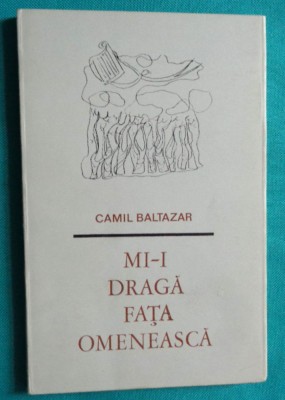 CAMIL BALTAZAR
MI-I
DRAGĂ
FAȚA
OMENEASCĂ